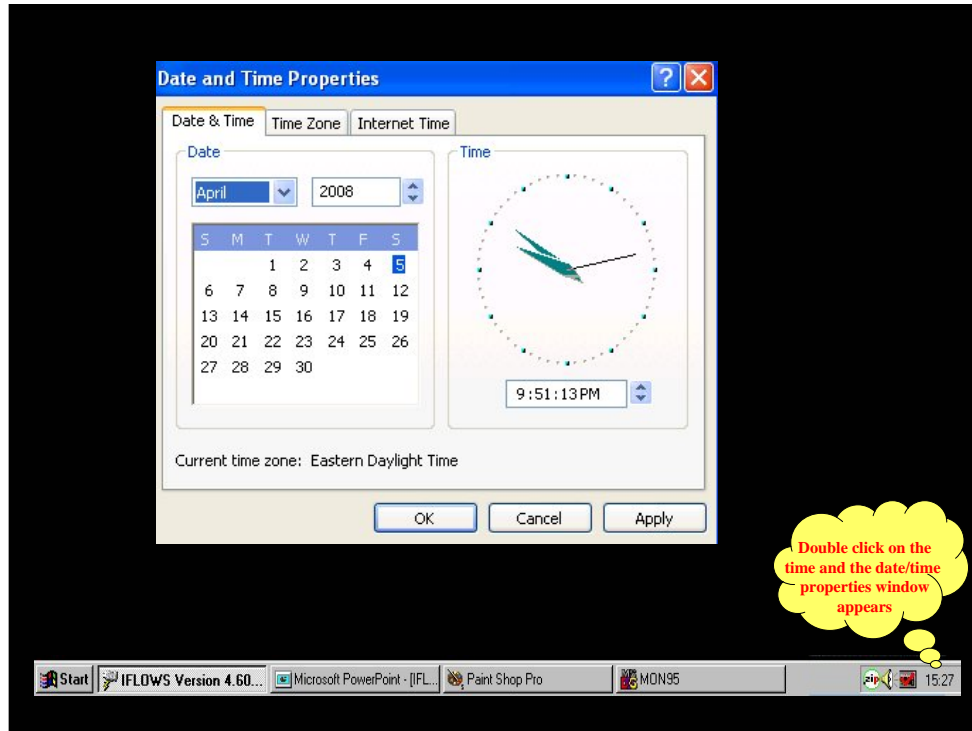 Date and Time Properties
Date & Time Time Zone Internet Time
Date
April 2008
S M T W T F S
1 2 3 4 5
6 7 8 9 10 11 12
13 14 15 16 17 18 19
20 21 22 23 24 25 26
27 28 29 30
Time
9:51:13 PM
Current time zone: Eastern Daylight Time
OK Cancel Apply
Double click on the
time and the date/time
properties window
appears
Start IFLOWS Version 4.60... Microsoft PowerPoint - [IFL... Paint Shop Pro MON95 zip 15:27